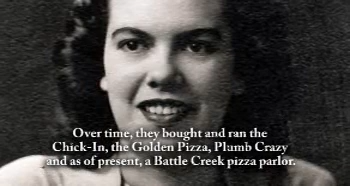 Over time, they bought and ran the
Chick-In, the Golden Pizza, Plumb Crazy
and as of present, a Battle Creek pizza parlor.